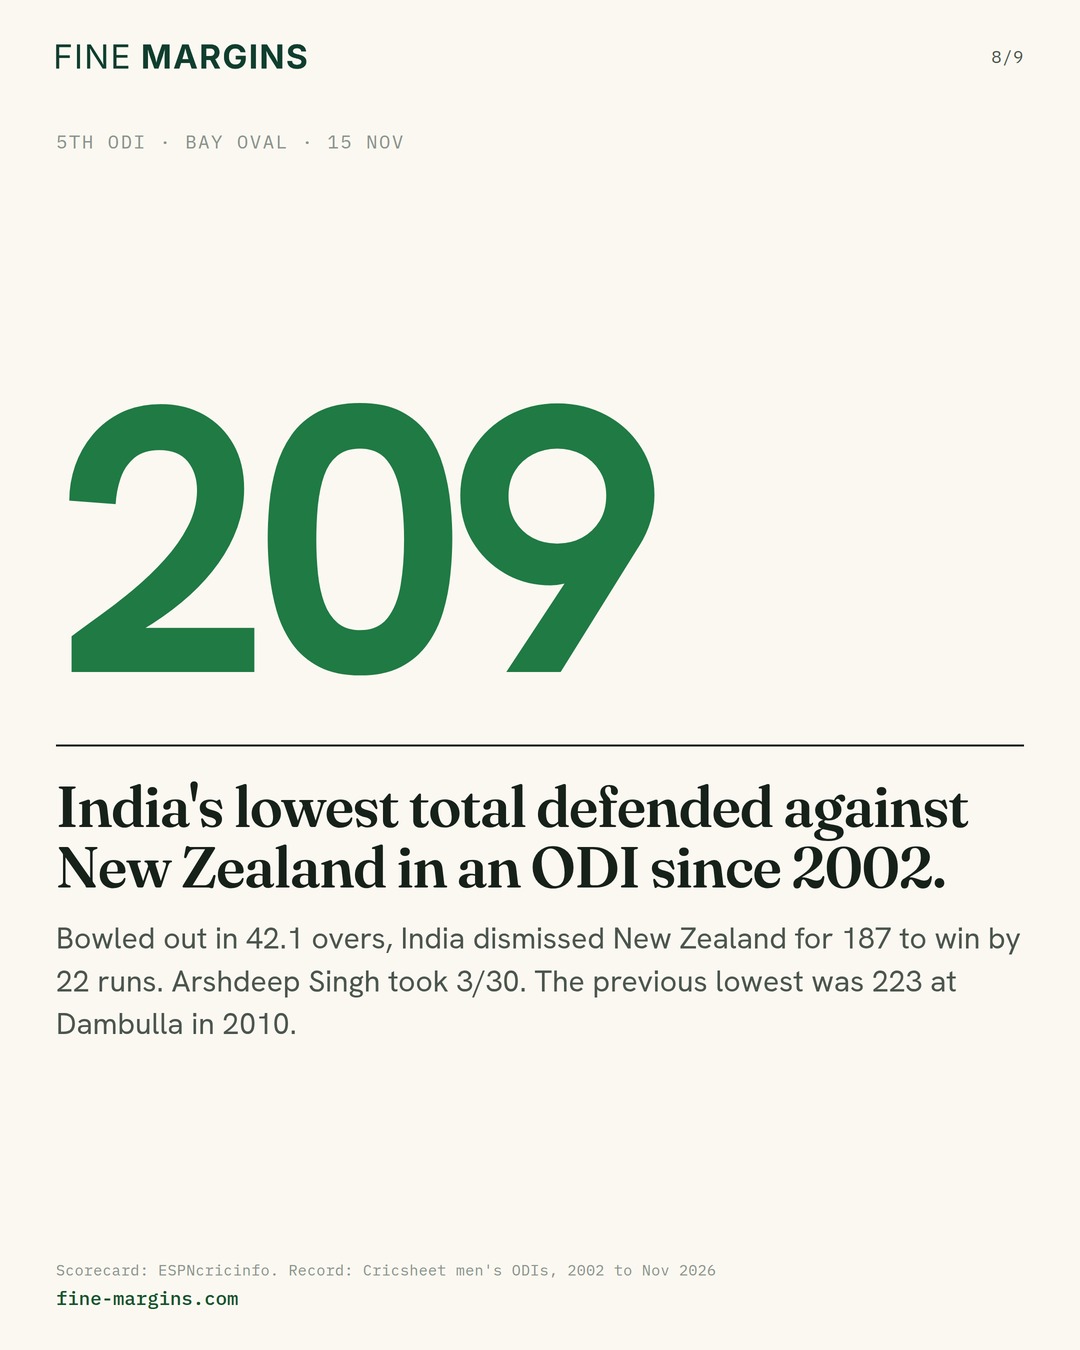 FINE MARGINS
8/9
5TH ODI · BAY OVAL · 15 NOV
209
India's lowest total defended against
New Zealand in an ODI since 2002.
Bowled out in 42.1 overs, India dismissed New Zealand for 187 to win by
22 runs. Arshdeep Singh took 3/30. The previous lowest was 223 at
Dambulla in 2010.
Scorecard: ESPNcricinfo. Record: Cricsheet men's ODIs, 2002 to Nov 2026
fine-margins.com